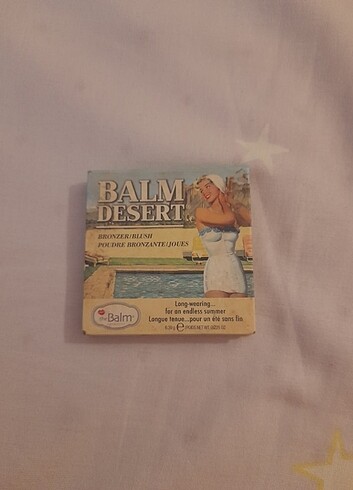 BALM
DESERT
BRONZER/BLUSH
POUDRE BRONZANTE/JOUES
Long-wearing...
for an endless summer
Longue tenue...pour un été sans fin
theBalm